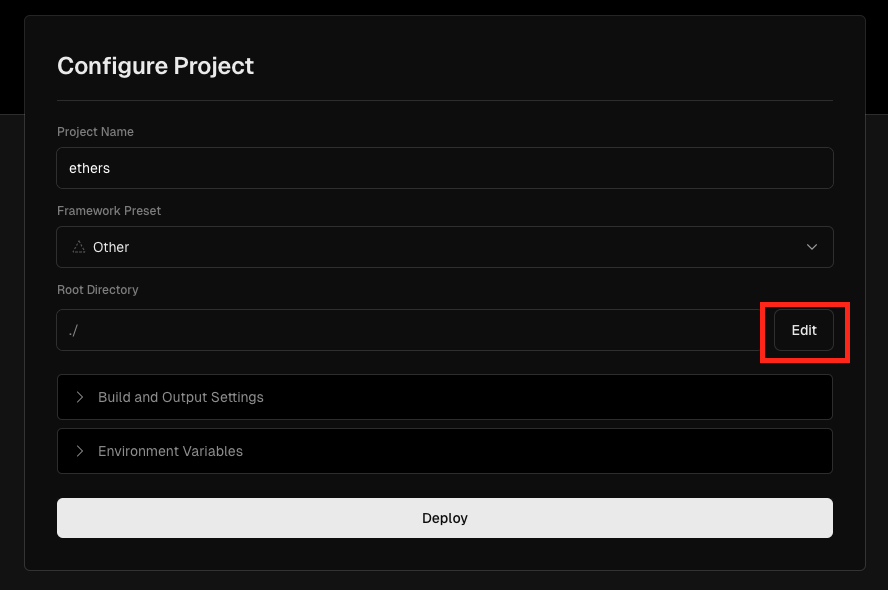 Configure Project
Project Name
ethers
Framework Preset
Other
Root Directory
./
Edit
Build and Output Settings
Environment Variables
Deploy